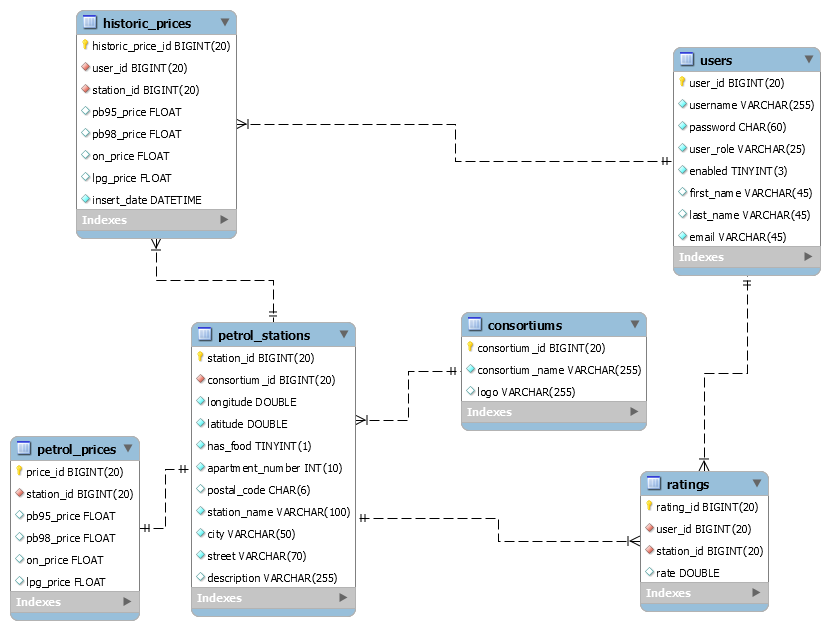 historic_prices
historic_price_id BIGINT(20)
user_id BIGINT(20)
station_id BIGINT(20)
pb95_price FLOAT
pb98_price FLOAT
on_price FLOAT
lpg_price FLOAT
insert_date DATETIME
Indexes
users
user_id BIGINT(20)
username VARCHAR(255)
password CHAR(60)
user_role VARCHAR(25)
enabled TINYINT(3)
first_name VARCHAR(45)
last_name VARCHAR(45)
email VARCHAR(45)
Indexes
petrol_stations
station_id BIGINT(20)
consortium_id BIGINT(20)
longitude DOUBLE
latitude DOUBLE
has_food TINYINT(1)
apartment_number INT(10)
postal_code CHAR(6)
station_name VARCHAR(100)
city VARCHAR(50)
street VARCHAR(70)
description VARCHAR(255)
Indexes
consortiums
consortium_id BIGINT(20)
consortium_name VARCHAR(255)
logo VARCHAR(255)
Indexes
petrol_prices
price_id BIGINT(20)
station_id BIGINT(20)
pb95_price FLOAT
pb98_price FLOAT
on_price FLOAT
lpg_price FLOAT
Indexes
ratings
rating_id BIGINT(20)
user_id BIGINT(20)
station_id BIGINT(20)
rate DOUBLE
Indexes